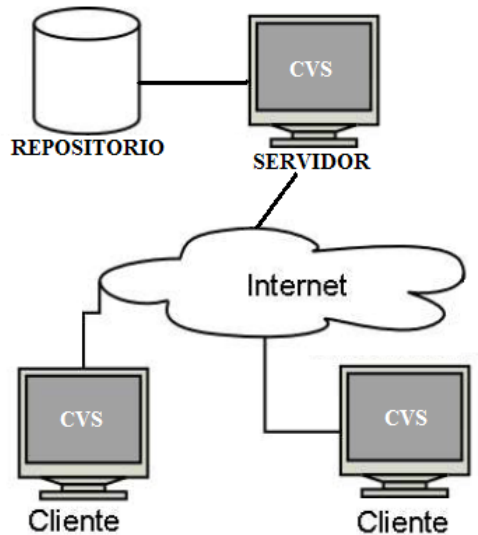 CVS
REPOSITORIO
SERVIDOR
Internet
CVS
CVS
Cliente
Cliente